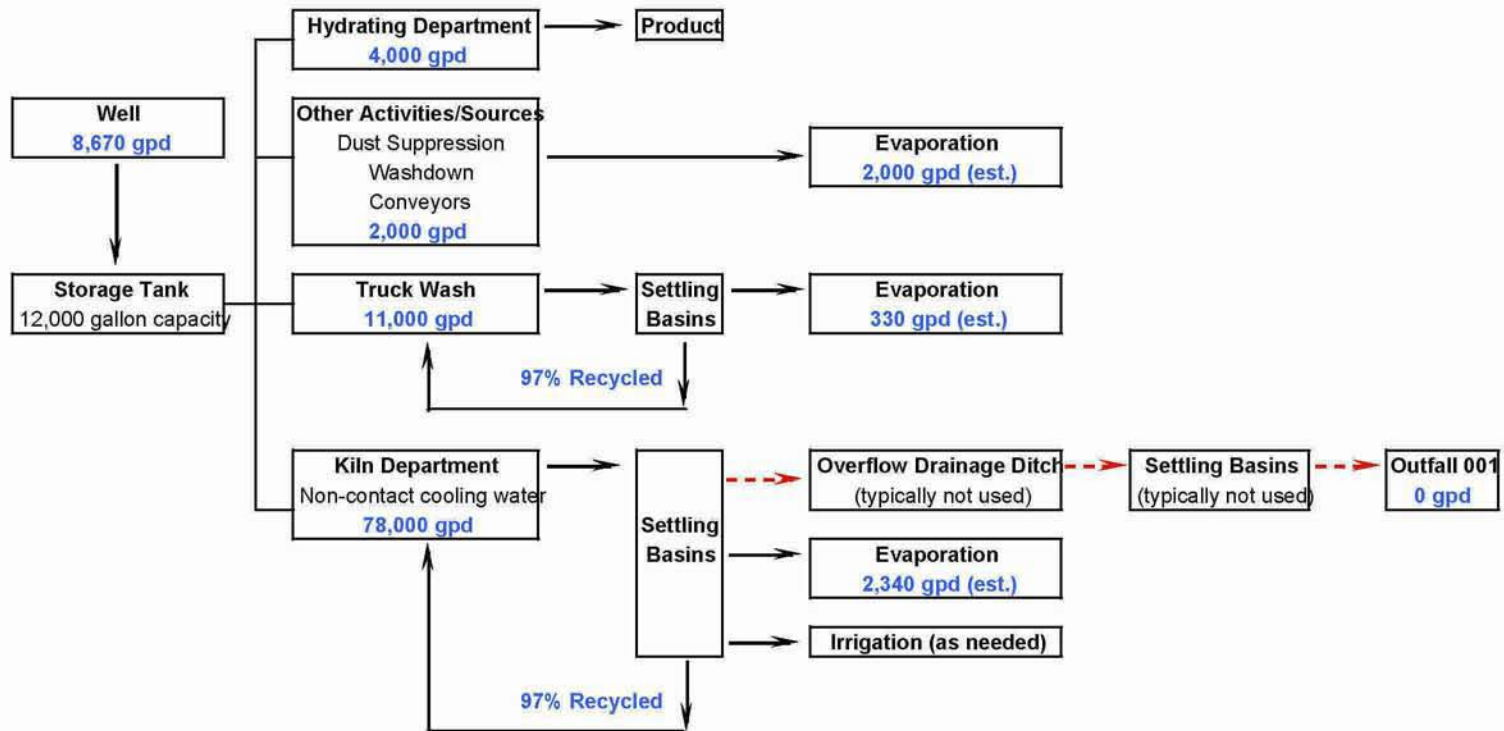 Hydrating Department
4,000 gpd
Product
Well
8,670 gpd
Other Activities/Sources
Dust Suppression
Washdown
Conveyors
2,000 gpd
Evaporation
2,000 gpd (est.)
Storage Tank
12,000 gallon capacity
Truck Wash
11,000 gpd
Settling
Basins
Evaporation
330 gpd (est.)
97% Recycled
Kiln Department
Non-contact cooling water
78,000 gpd
Settling
Basins
Overflow Drainage Ditch
(typically not used)
Settling Basins
(typically not used)
Outfall 001
0 gpd
Evaporation
2,340 gpd (est.)
Irrigation (as needed)
97% Recycled